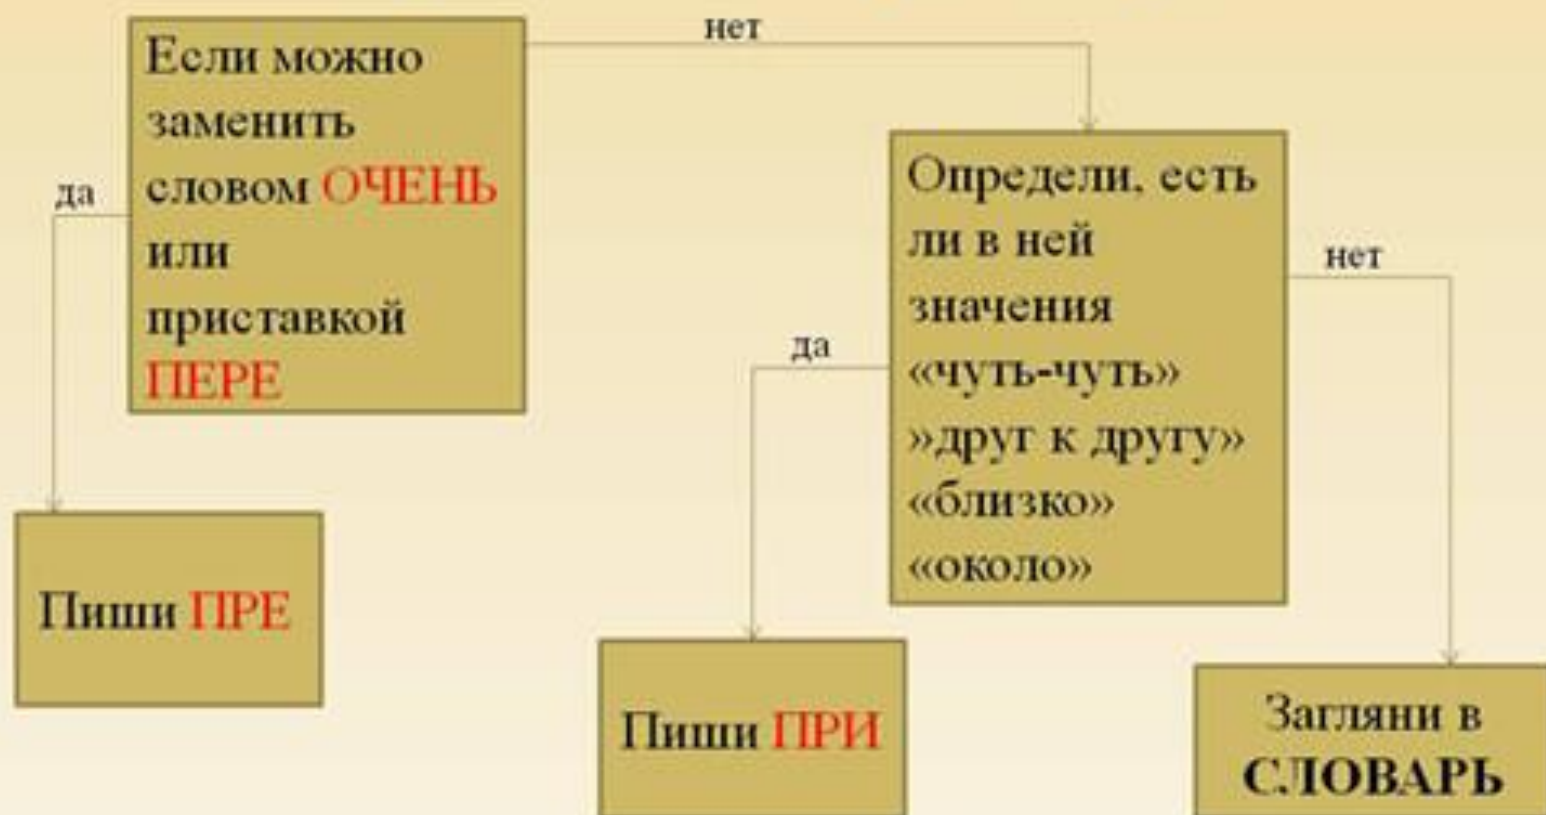 нет
Если можно
заменить
словом ОЧЕНЬ
или
приставкой
ПЕРЕ
да
Определи, есть
ли в ней
значения
«чуть-чуть»
»друг к другу»
«близко»
«около»
нет
да
Пиши ПРЕ
Пиши ПРИ
Загляни в
СЛОВАРЬ